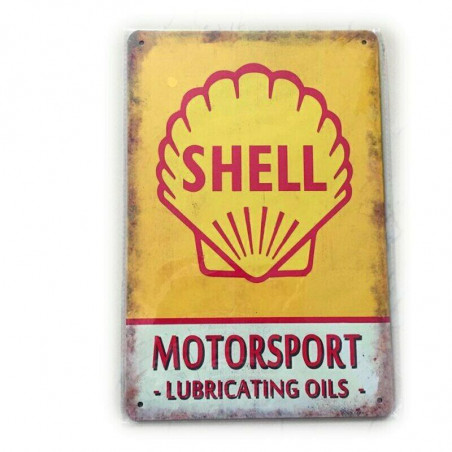 SHELL
MOTORSPORT
- LUBRICATING OILS -